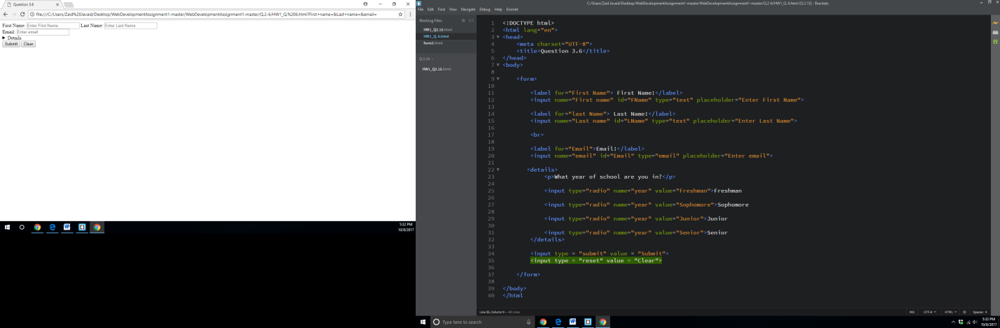 Question 3.6
file:///C:/Users/Zaid%20Javaid/Desktop/WebDevelopmentAssignment1-master/WebDevelopmentAssignment1-master/Q.2-6/HW1_Q.%206.html?First+name=&Last+name=&email=
First Name: Enter First Name Last Name: Enter Last Name
Email: Enter email
Details
Submit Clear
5:32 PM
10/8/2017
C:/Users/Zaid Javaid/Desktop/WebDevelopmentAssignment1-master/WebDevelopmentAssignment1-master/Q.2-6/HW1_Q. 6.html (Q 2.15) - Brackets
File Edit Find View Navigate Debug Help Emmet
Working Files
HW1_Q2.15.html
HW1_Q. 6.html
form2.html
Q 2.15
HW1_Q2.15.html
1 <!DOCTYPE html>
2 <html lang="en">
3 <head>
4 <meta charset="UTF-8">
5 <title>Question 3.6</title>
6 </head>
7 <body>
8
9 <form>
10
11 <label for="First Name"> First Name:</label>
12 <input name="First name" id="FName" type="text" placeholder="Enter First Name">
13
14 <label for="last Name"> Last Name:</label>
15 <input name="Last name" id="LName" type="text" placeholder="Enter Last Name">
16
17 <br>
18
19 <label for="Email">Email:</label>
20 <input name="email" id="Email" type="email" placeholder="Enter email">
21
22 <details>
23 <p>What year of school are you in?</p>
24
25 <input type="radio" name="year" value="Freshman">Freshman
26
27 <input type="radio" name="year" value="Sophomore">Sophomore
28
29 <input type="radio" name="year" value="Junior">Junior
30
31 <input type="radio" name="year" value="Senior">Senior
32 </details>
33
34 <input type = "submit" value = "Submit">
35 <input type = "reset" value = "Clear">
36
37 </form>
38
39 </body>
40 </html
Line 35, Column 9 — 40 Lines
INS UTF-8 HTML Spaces: 4
Type here to search
5:32 PM
10/8/2017